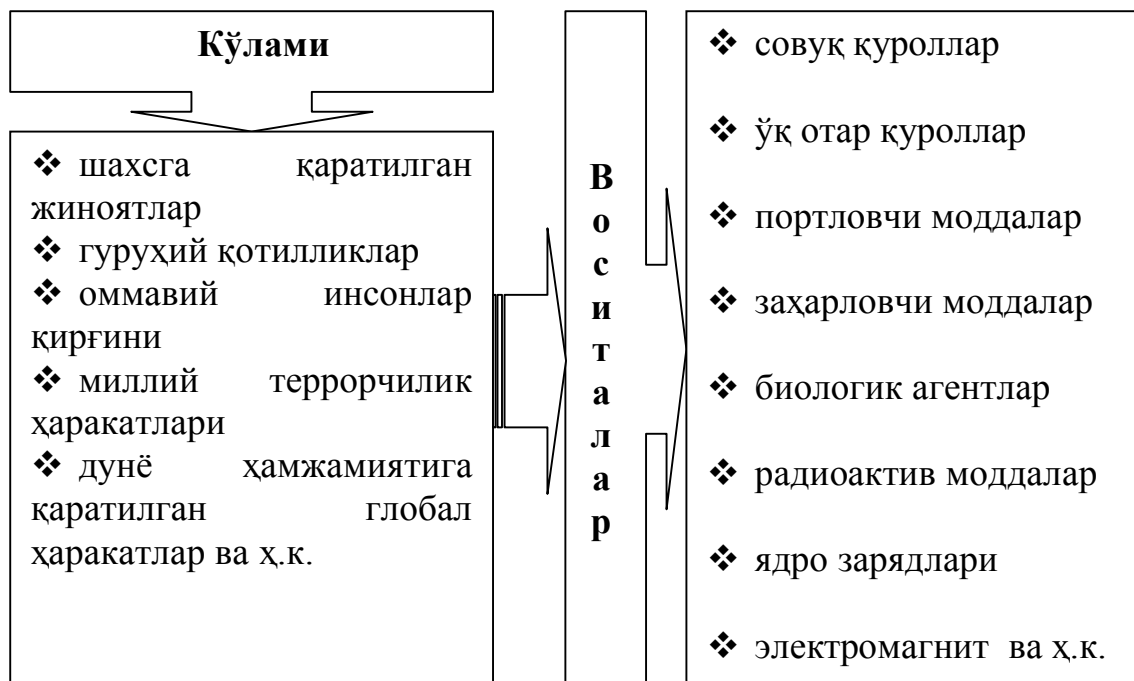 Кўлами
❖ шахсга қаратилган
жиноятлар
❖ гуруҳий қотилликлар
❖ оммавий инсонлар
қирғини
❖ миллий террорчилик
ҳаракатлари
❖ дунё ҳамжамиятига
қаратилган глобал
ҳаракатлар ва ҳ.к.
Воситалар
❖ совуқ қуроллар
❖ ўқ отар қуроллар
❖ портловчи моддалар
❖ заҳарловчи моддалар
❖ биологик агентлар
❖ радиоактив моддалар
❖ ядро зарядлари
❖ электромагнит ва ҳ.к.